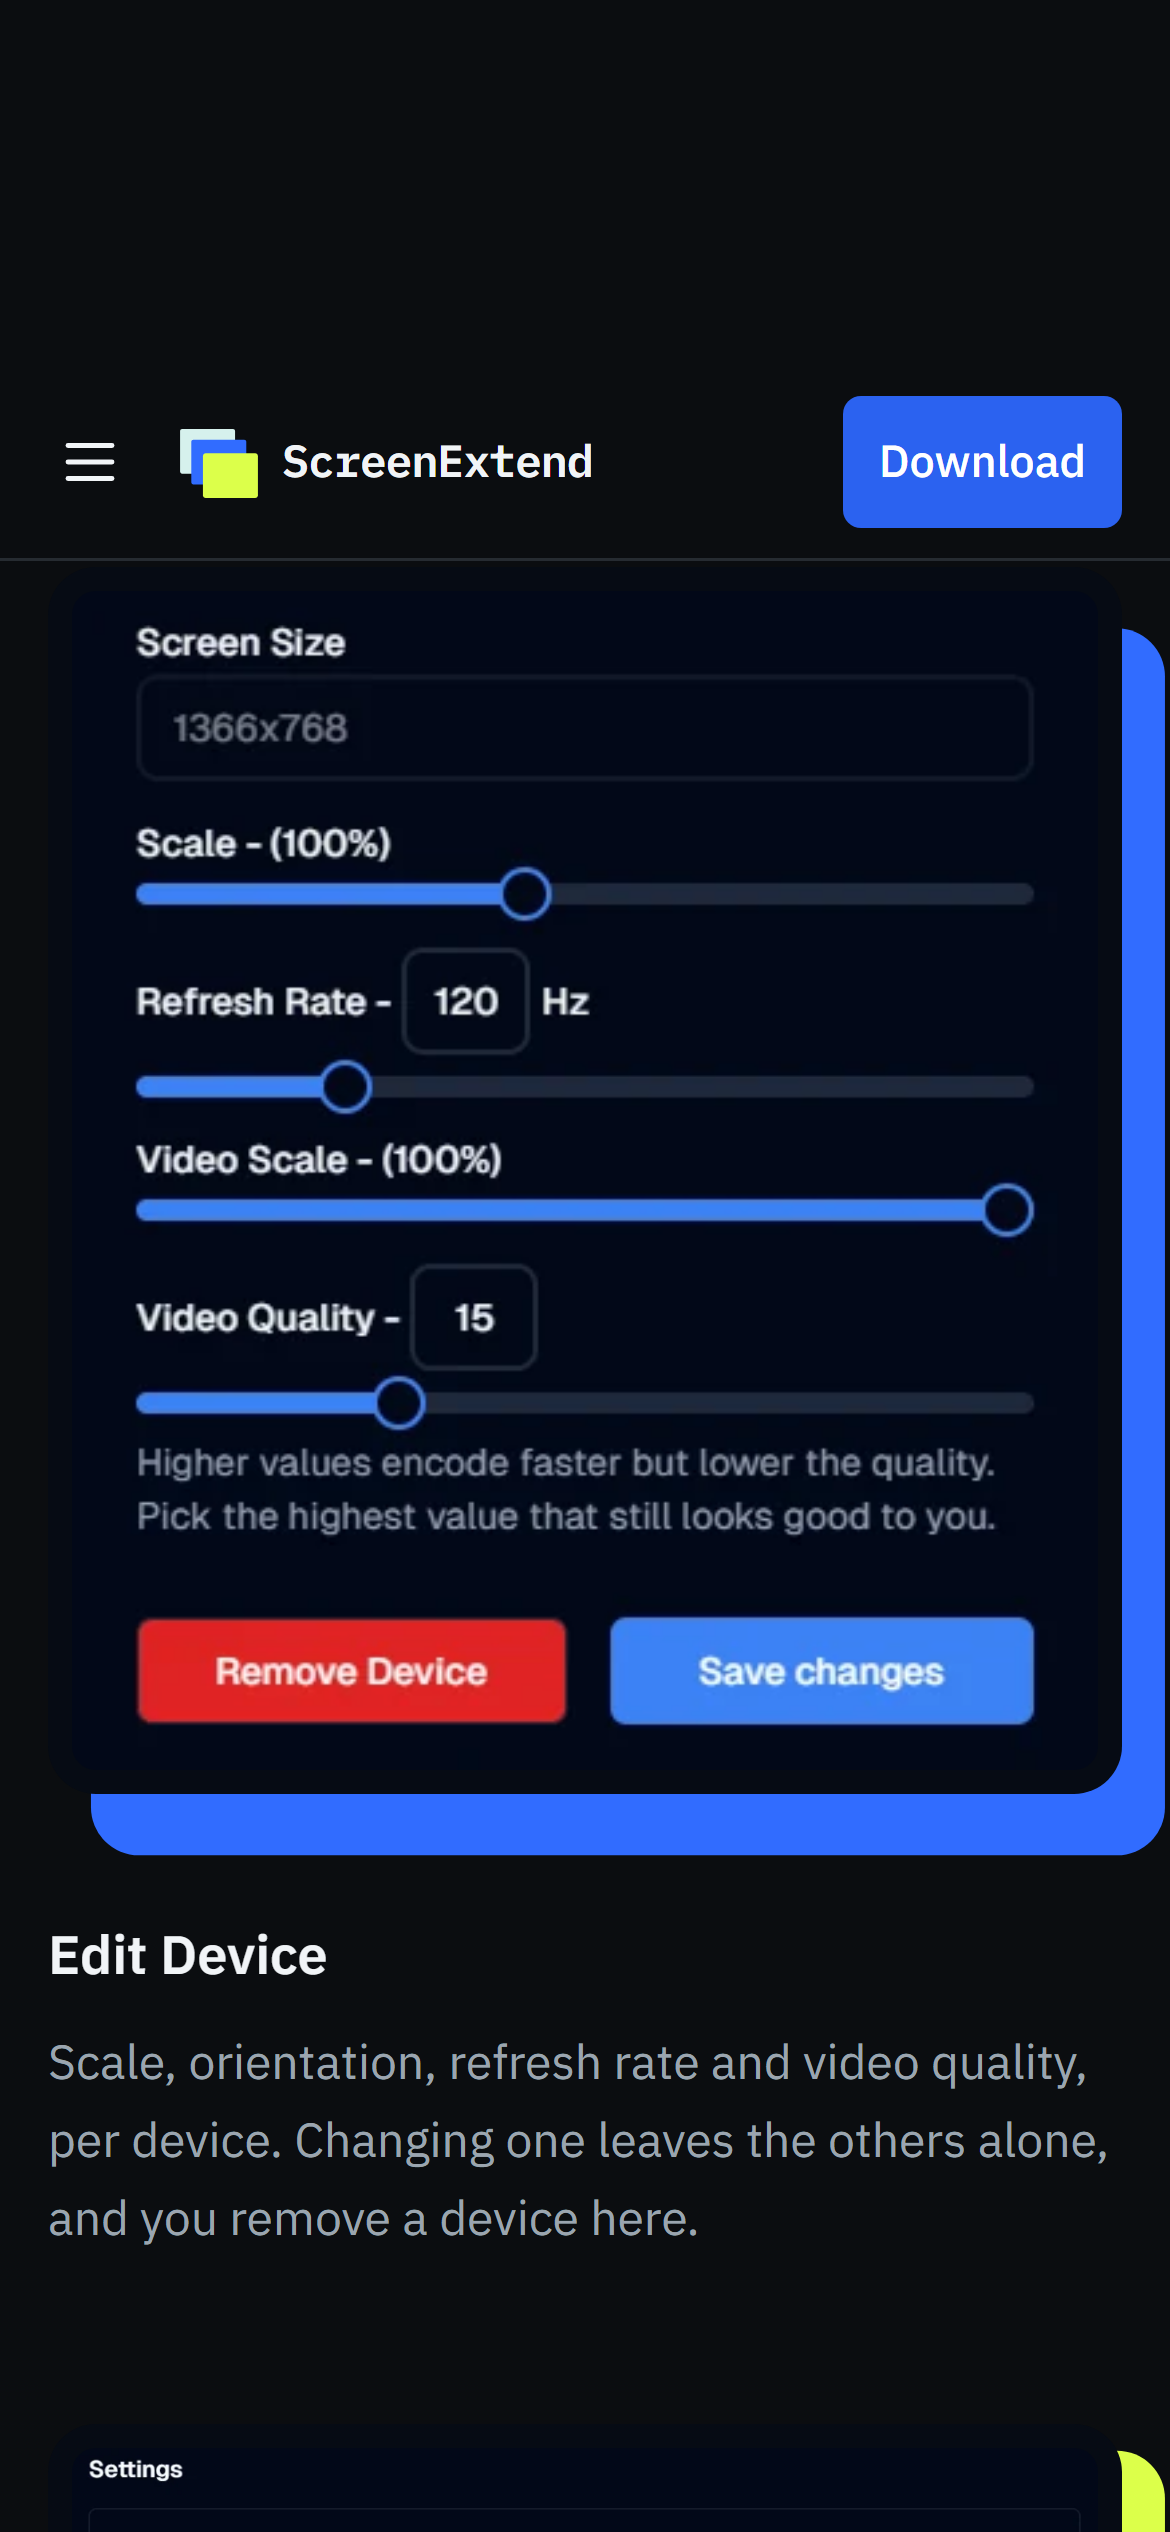 ScreenExtend
Download
Screen Size
1366x768
Scale - (100%)
Refresh Rate - 120 Hz
Video Scale - (100%)
Video Quality - 15
Higher values encode faster but lower the quality.
Pick the highest value that still looks good to you.
Remove Device
Save changes
Edit Device
Scale, orientation, refresh rate and video quality,
per device. Changing one leaves the others alone,
and you remove a device here.
Settings